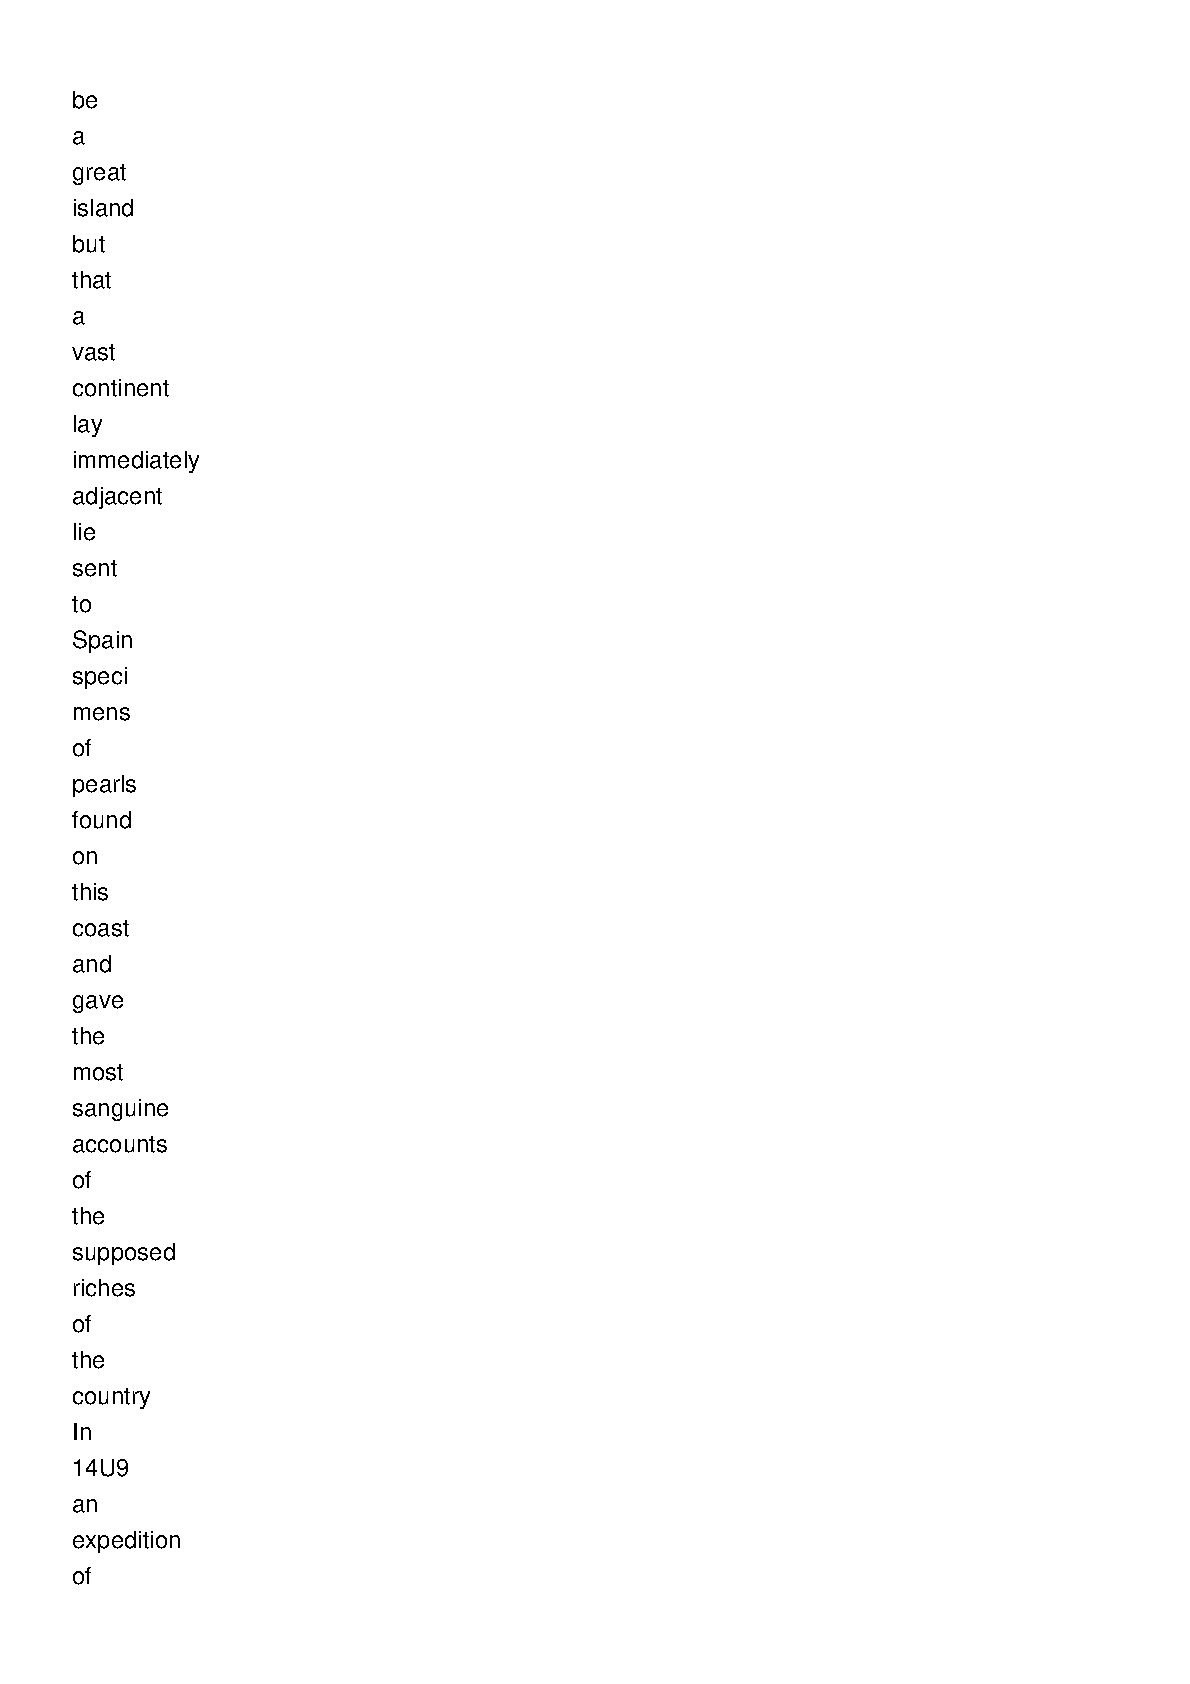 be
a
great
island
but
that
a
vast
continent
lay
immediately
adjacent
lie
sent
to
Spain
speci
mens
of
pearls
found
on
this
coast
and
gave
the
most
sanguine
accounts
of
the
supposed
riches
of
the
country
In
14U9
an
expedition
of